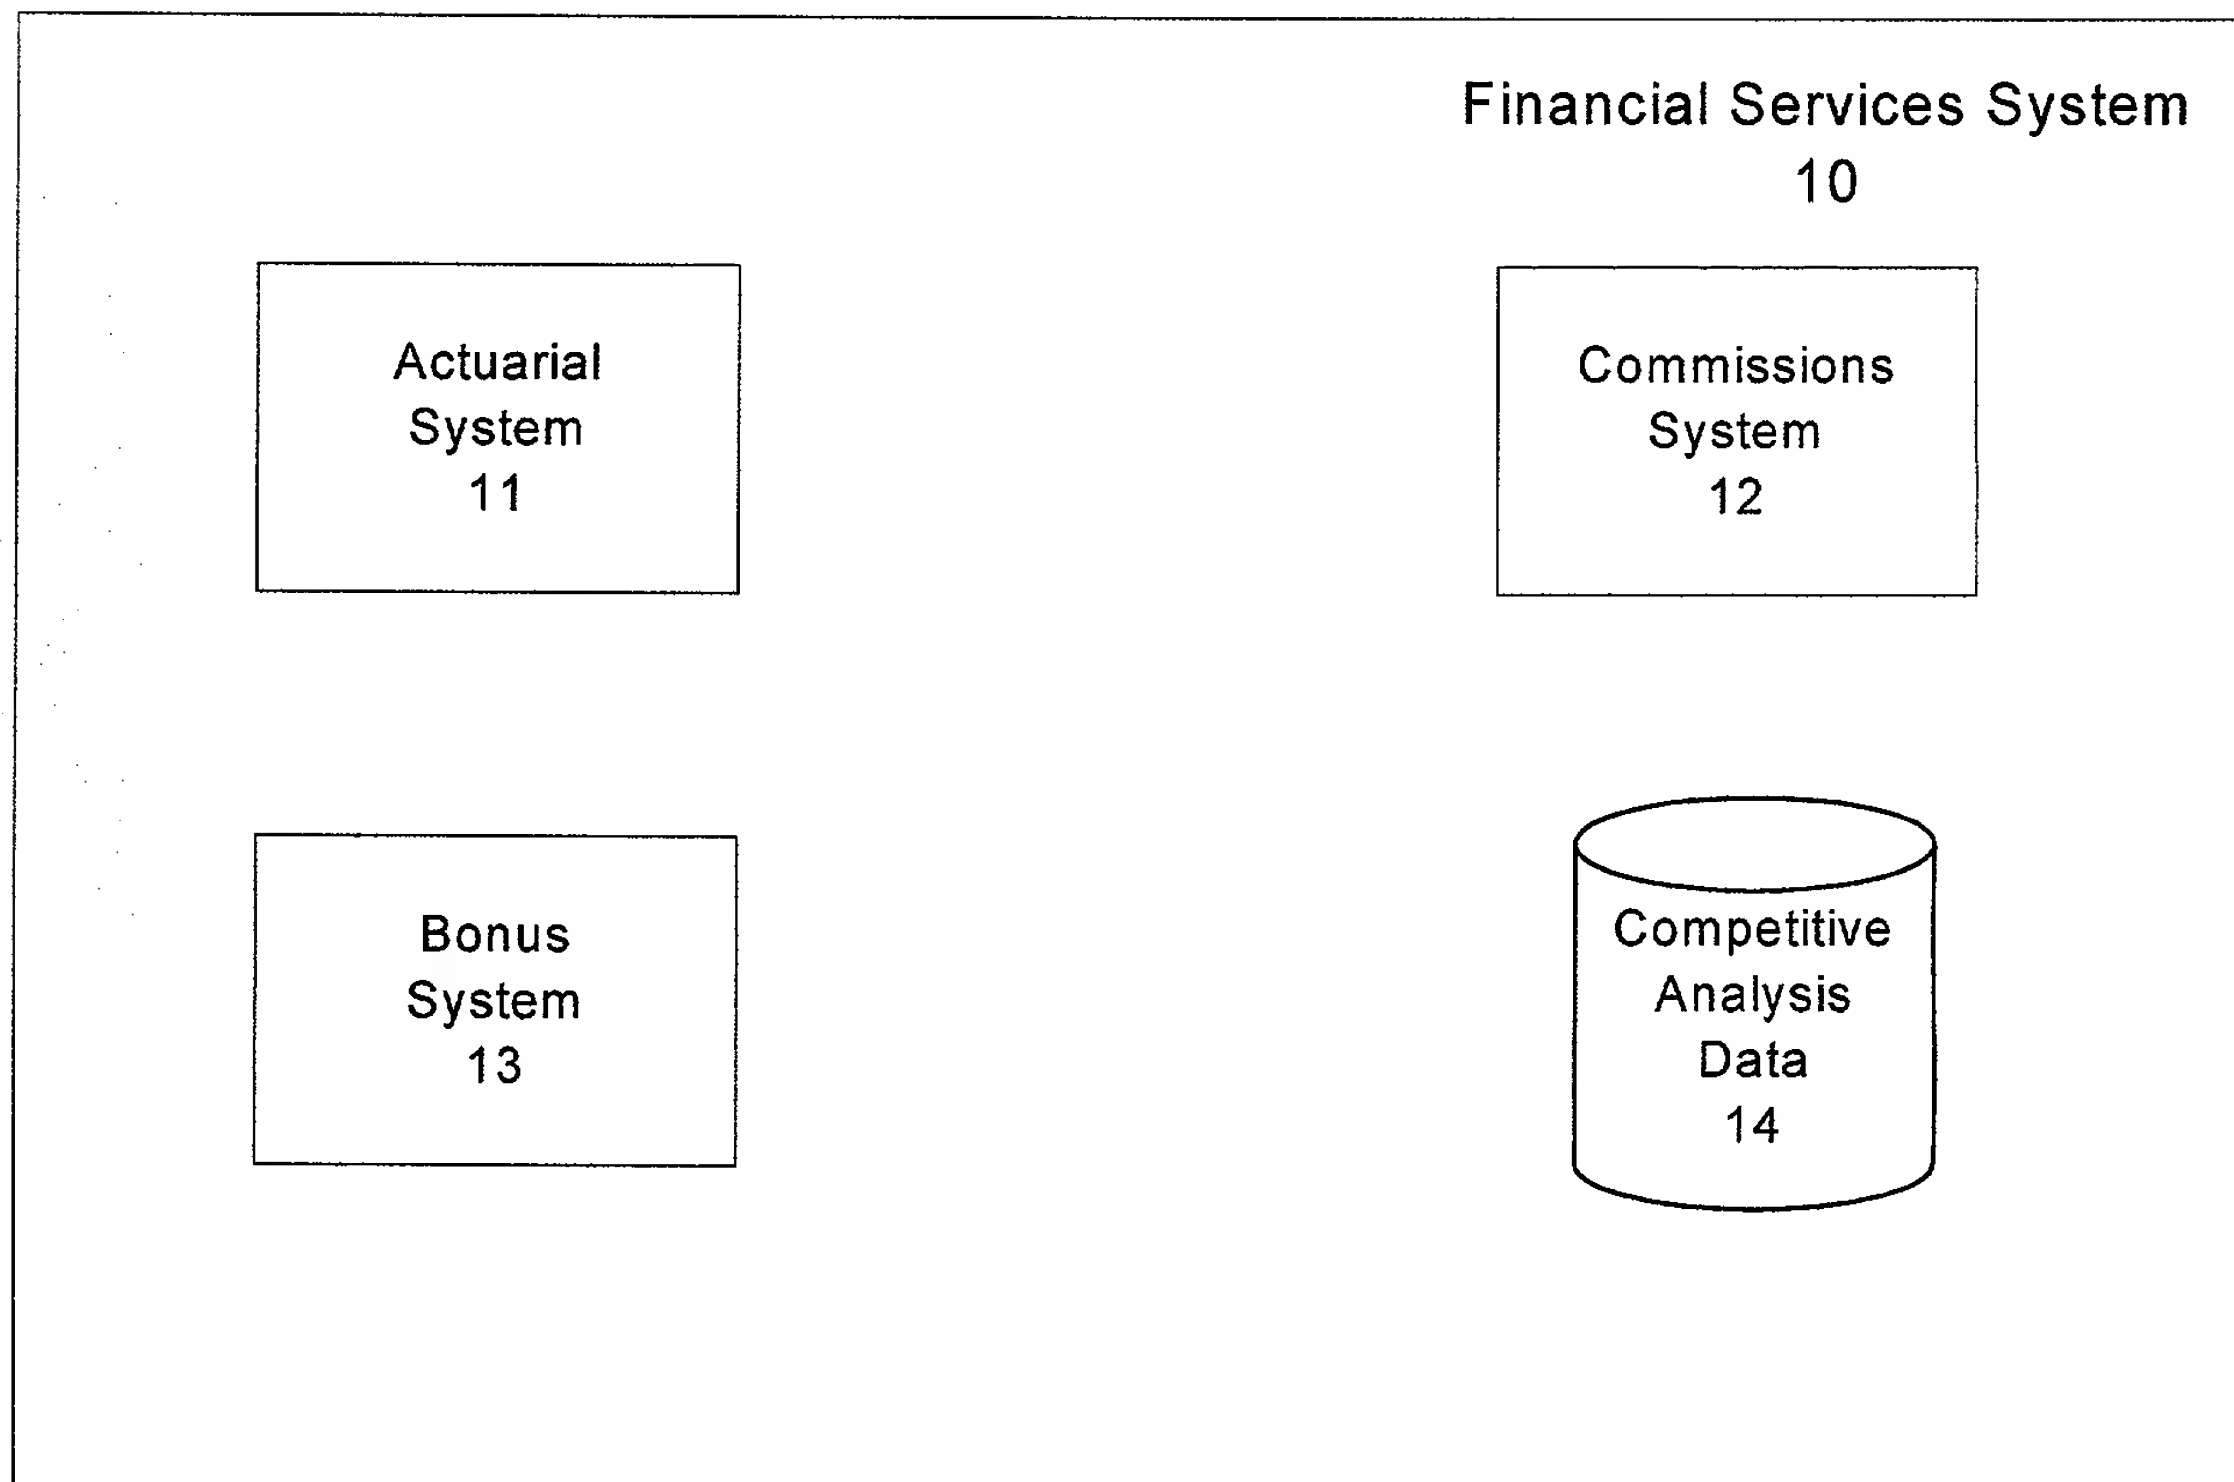 Financial Services System
10
Actuarial
System
11
Commissions
System
12
Bonus
System
13
Competitive
Analysis
Data
14